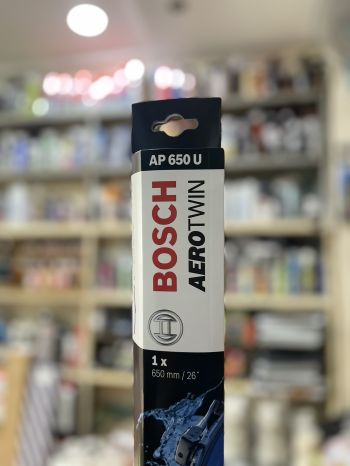 AP 650 U
BOSCH
AEROTWIN
1 x
650 mm / 26"